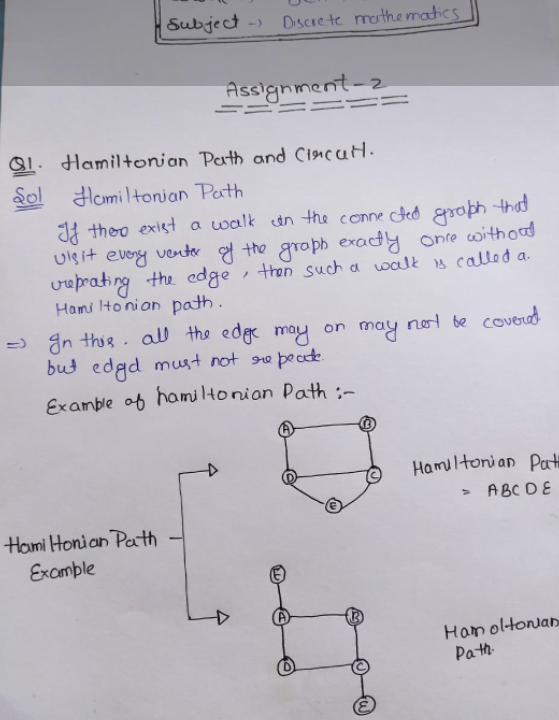 Subject → Discrete mathematics
Assignment - 2
Q1. Hamiltonian Path and Circuit.
Sol Hamiltonian Path
If there exist a walk in the connected graph that
visit every vertex of the graph exactly once without
repeating the edge, then such a walk is called a
Hamiltonian path.
⇒ In this. all the edge may or may not be covered
but edgd must not repeate.
Example of hamiltonian Path :-
A B
D C
E
Hamiltonian Pat
= ABCDE
Hamiltonian Path
Example
E
A B
D C
E
Hamoltonian
Path.